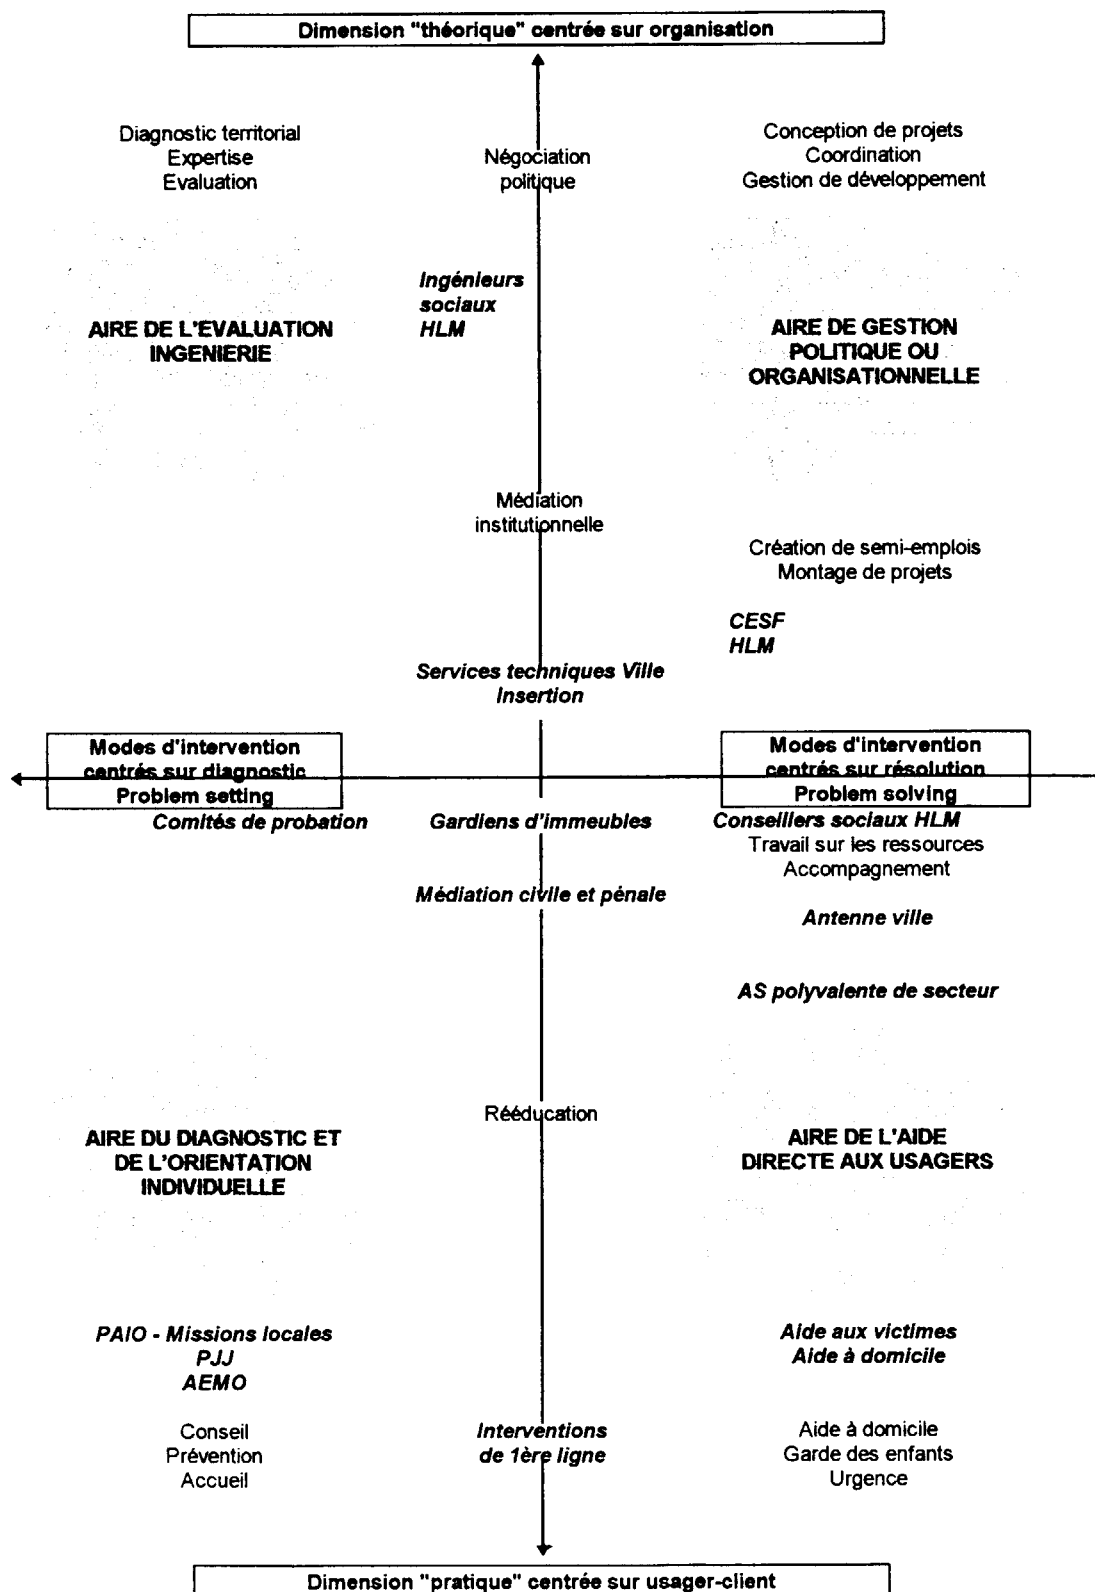 Dimension "théorique" centrée sur organisation
Diagnostic territorial
Expertise
Evaluation
Négociation
politique
Conception de projets
Coordination
Gestion de développement
Ingénieurs
sociaux
HLM
AIRE DE L'EVALUATION
INGENIERIE
AIRE DE GESTION
POLITIQUE OU
ORGANISATIONNELLE
Médiation
institutionnelle
Création de semi-emplois
Montage de projets
CESF
HLM
Services techniques Ville
Insertion
Modes d'intervention
centrés sur diagnostic
Problem setting
Modes d'intervention
centrés sur résolution
Problem solving
Comités de probation
Gardiens d'immeubles
Conseillers sociaux HLM
Travail sur les ressources
Accompagnement
Médiation civile et pénale
Antenne ville
AS polyvalente de secteur
Rééducation
AIRE DU DIAGNOSTIC ET
DE L'ORIENTATION
INDIVIDUELLE
AIRE DE L'AIDE
DIRECTE AUX USAGERS
PAIO - Missions locales
PJJ
AEMO
Aide aux victimes
Aide à domicile
Conseil
Prévention
Accueil
Interventions
de 1ère ligne
Aide à domicile
Garde des enfants
Urgence
Dimension "pratique" centrée sur usager-client